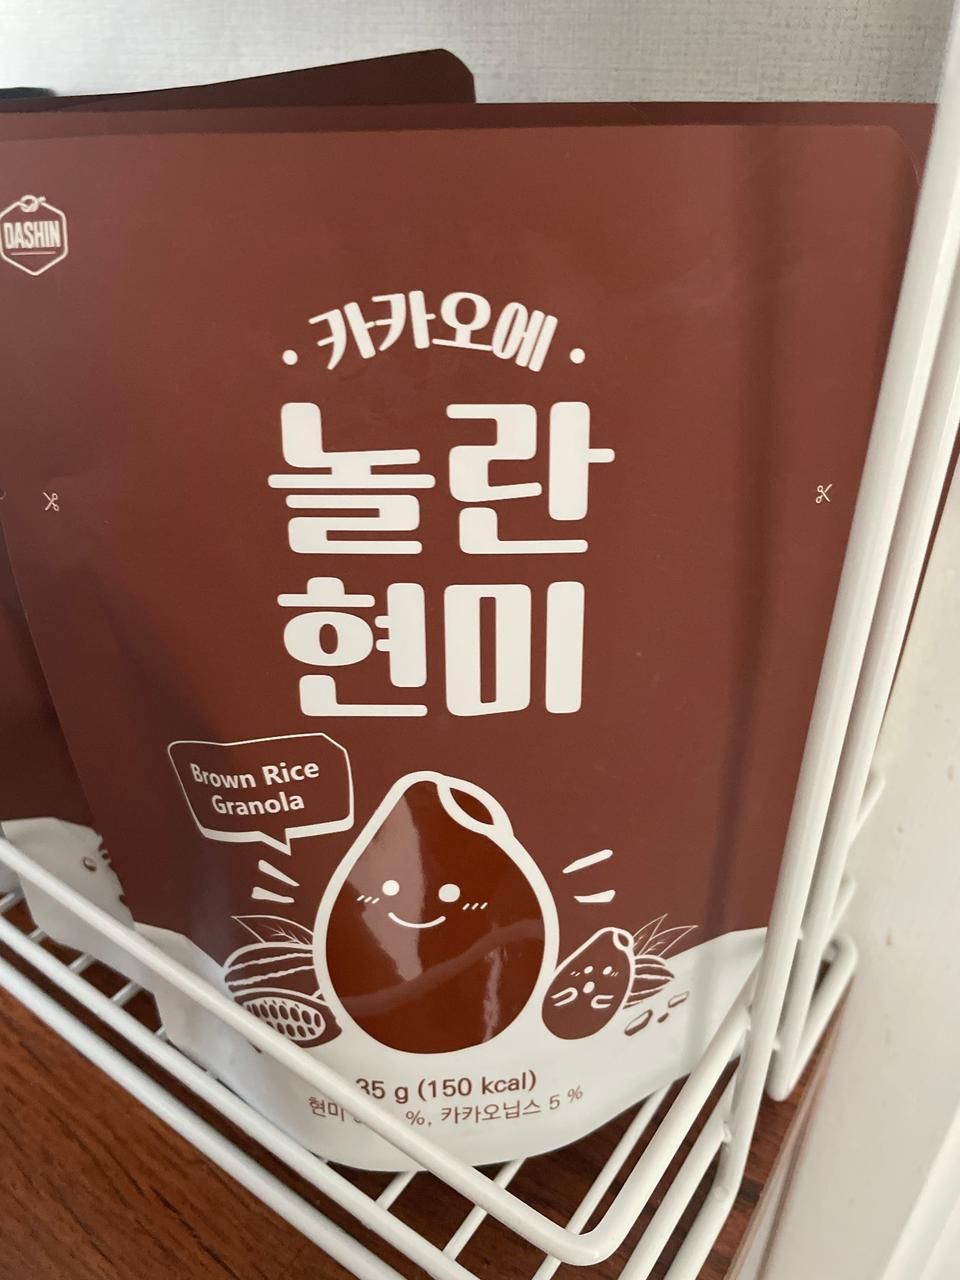 DASHIN
· 카카오에 ·
놀란
현미
Brown Rice
Granola
35 g (150 kcal)
현미 %, 카카오닙스 5 %